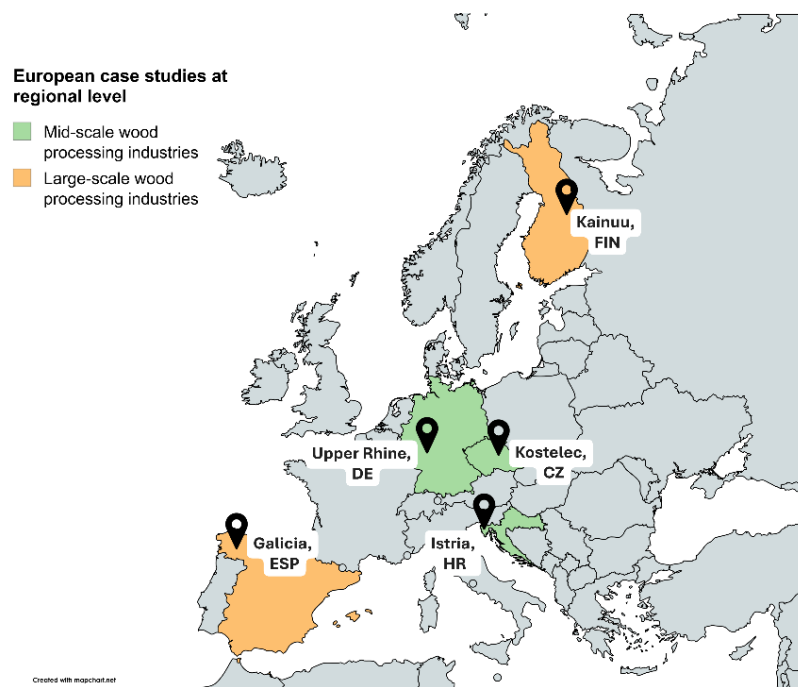 European case studies at
regional level
Mid-scale wood
processing industries
Large-scale wood
processing industries
Kainuu,
FIN
Upper Rhine,
DE
Kostelec,
CZ
Galicia,
ESP
Istria,
HR
Created with mapchart.net